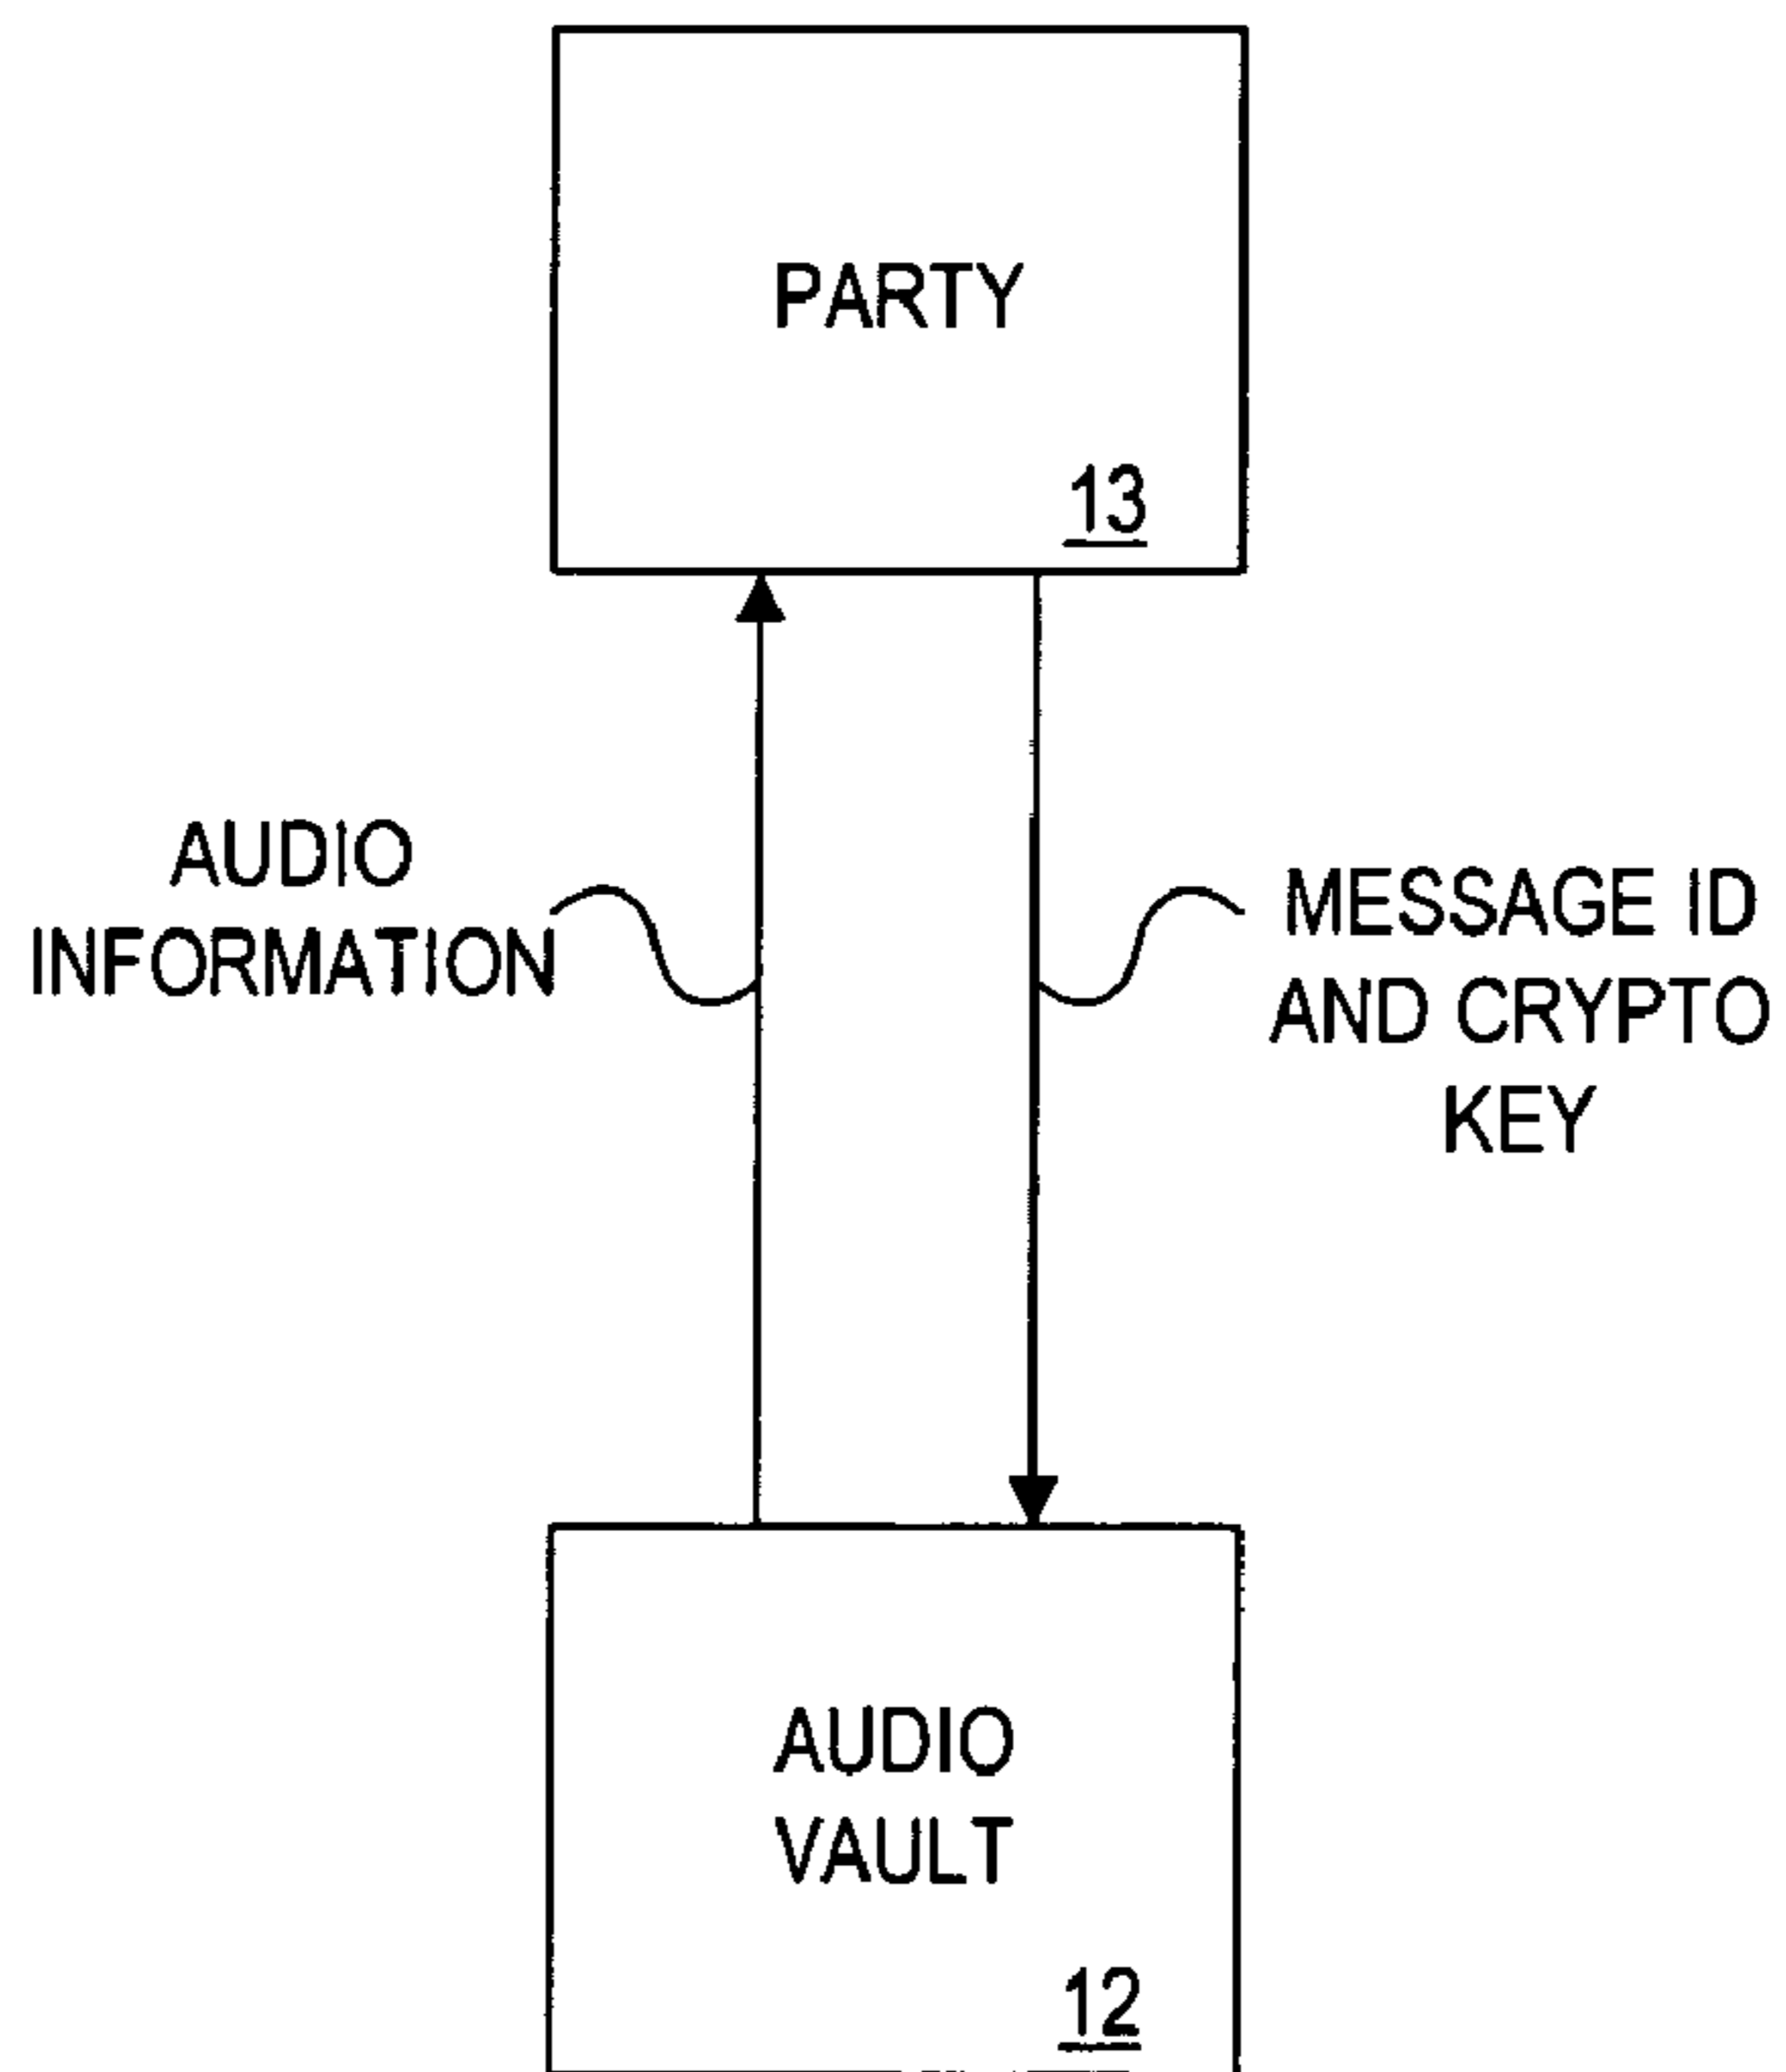 PARTY
13
AUDIO
INFORMATION
MESSAGE ID
AND CRYPTO
KEY
AUDIO
VAULT
12